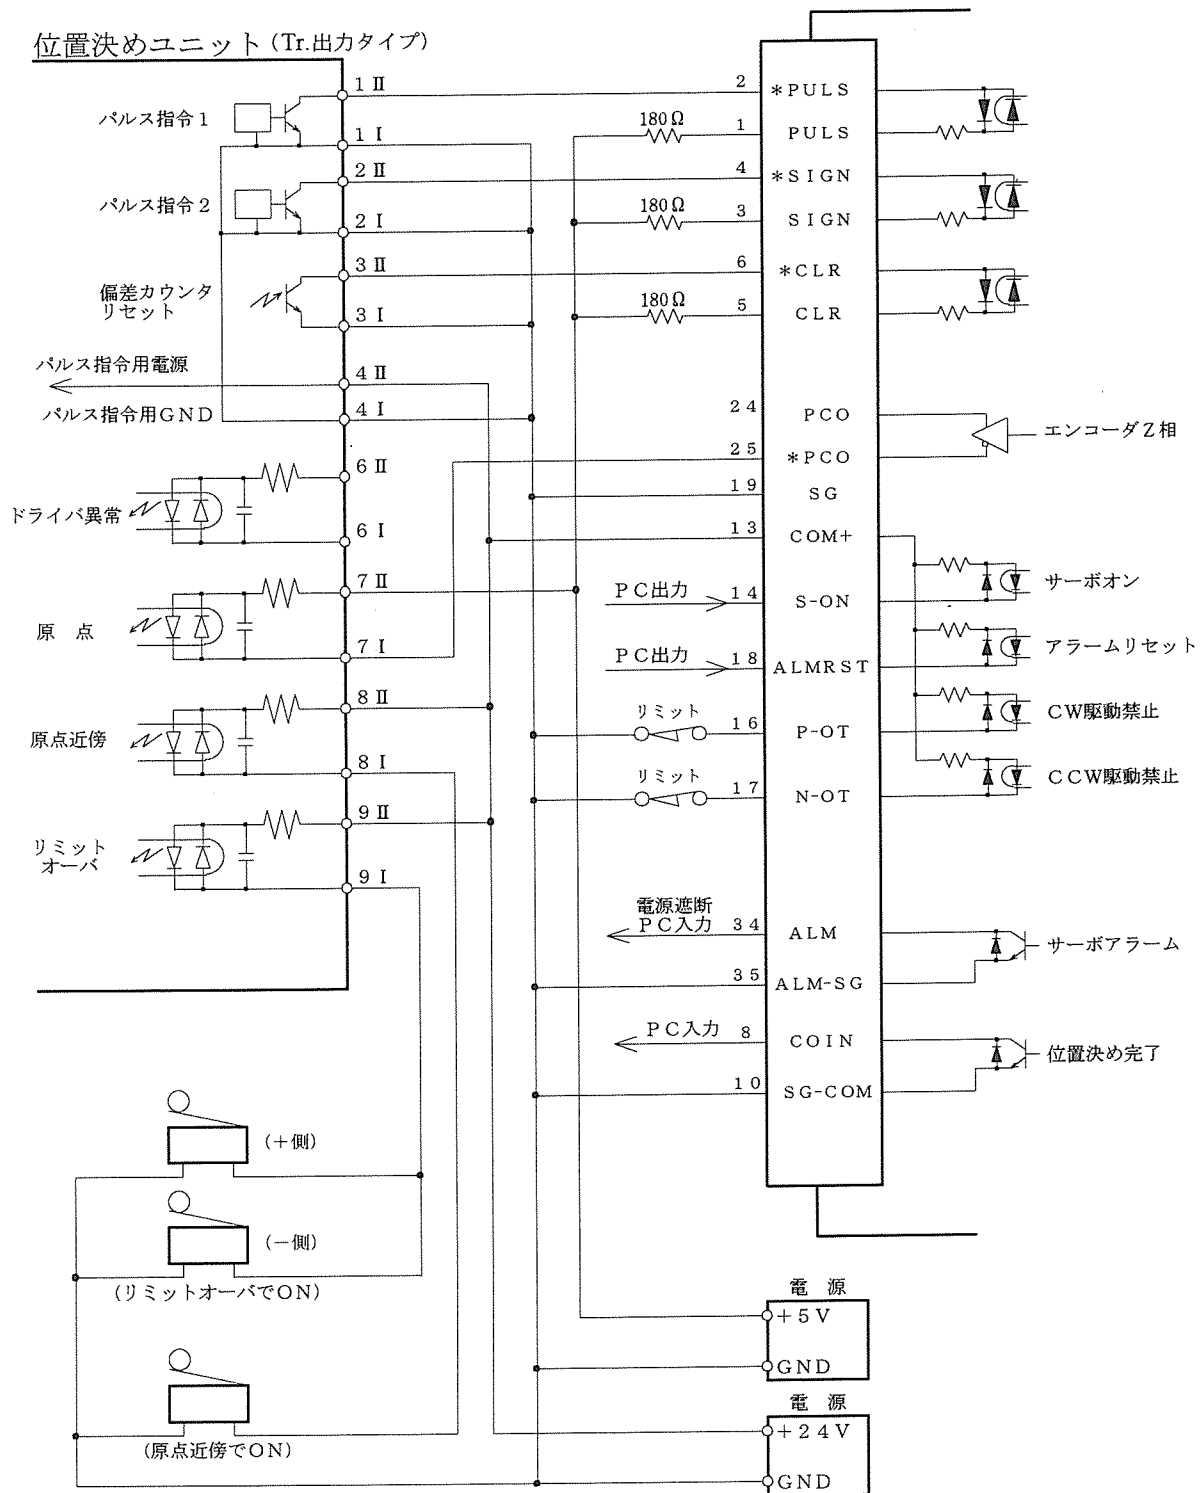 位置決めユニット(Tr.出力タイプ)
パルス指令1
1 II
1 I
パルス指令2
2 II
2 I
偏差カウンタ
リセット
3 II
3 I
パルス指令用電源
4 II
パルス指令用GND
4 I
ドライバ異常
6 II
6 I
原 点
7 II
7 I
原点近傍
8 II
8 I
リミット
オーバ
9 II
9 I
(+側)
(-側)
(リミットオーバでON)
(原点近傍でON)
2 *PULS
180Ω 1 PULS
4 *SIGN
180Ω 3 SIGN
6 *CLR
180Ω 5 CLR
24 PCO
エンコーダZ相
25 *PCO
19 SG
13 COM+
サーボオン
PC出力 14 S-ON
アラームリセット
PC出力 18 ALMRST
CW駆動禁止
リミット 16 P-OT
CCW駆動禁止
リミット 17 N-OT
電源遮断
PC入力 34 ALM
サーボアラーム
35 ALM-SG
PC入力 8 COIN
位置決め完了
10 SG-COM
電 源
+5V
GND
電 源
+24V
GND